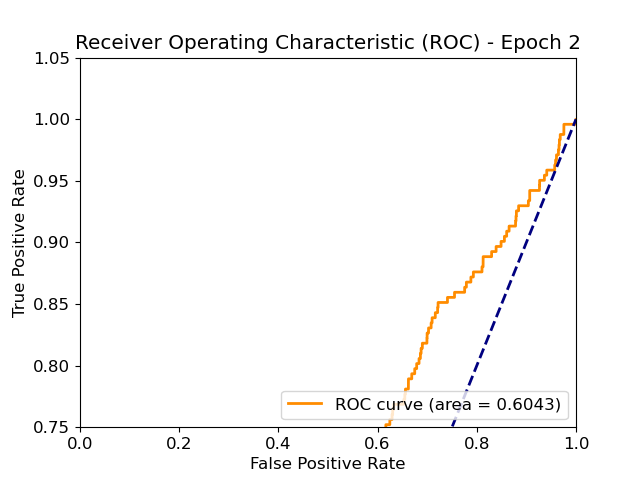 Receiver Operating Characteristic (ROC) - Epoch 2
1.05
1.00
0.95
0.90
0.85
0.80
0.75
True Positive Rate
ROC curve (area = 0.6043)
0.0 0.2 0.4 0.6 0.8 1.0
False Positive Rate